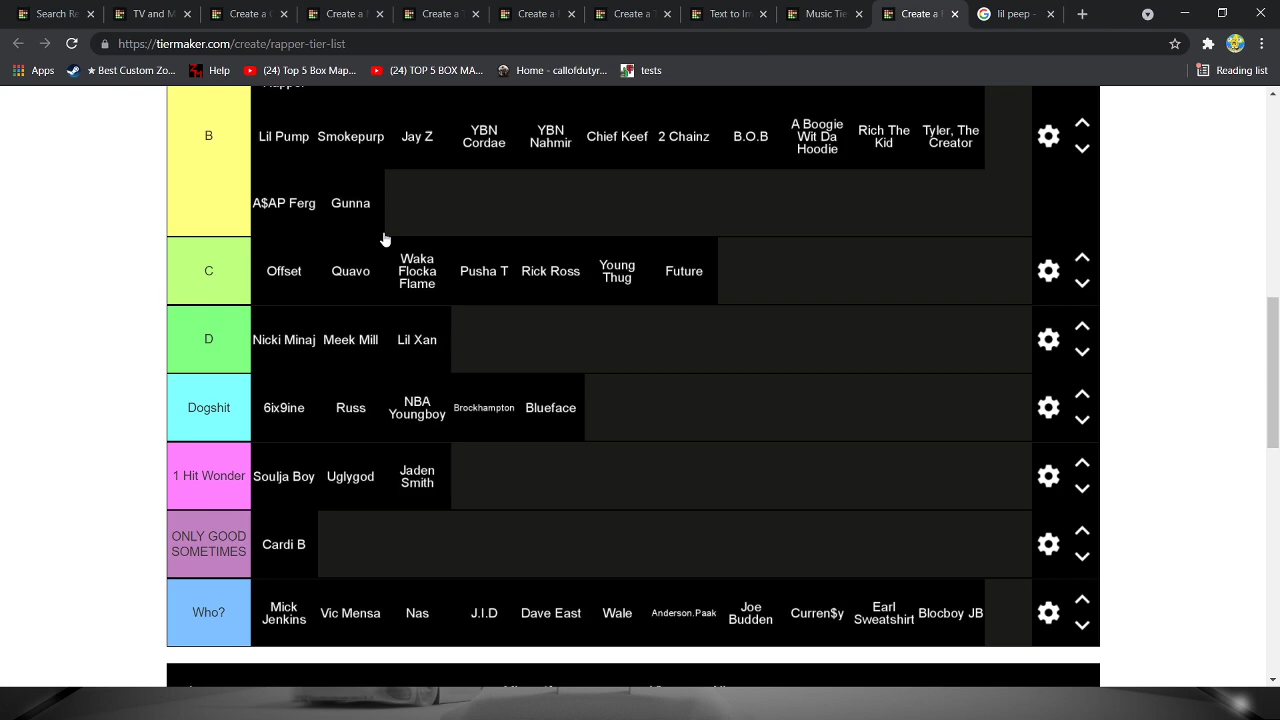 Search Re
TV and M
Create a C
Create a N
Create a T
Create a F
Create a T
Text to Im
Music Tie
Create a F
lil peep -
https://tiermaker.com/create/rapper-tier-list
Apps
★ Best Custom Zo...
Help
(24) Top 5 Box Map...
(24) TOP 5 BOX MA...
Home - callofdutyr...
tests
Reading list
B
Lil Pump
Smokepurp
Jay Z
YBN
Cordae
YBN
Nahmir
Chief Keef
2 Chainz
B.O.B
A Boogie
Wit Da
Hoodie
Rich The
Kid
Tyler, The
Creator
A$AP Ferg
Gunna
C
Offset
Quavo
Waka
Flocka
Flame
Pusha T
Rick Ross
Young
Thug
Future
D
Nicki Minaj
Meek Mill
Lil Xan
Dogshit
6ix9ine
Russ
NBA
Youngboy
Brockhampton
Blueface
1 Hit Wonder
Soulja Boy
Uglygod
Jaden
Smith
ONLY GOOD
SOMETIMES
Cardi B
Who?
Mick
Jenkins
Vic Mensa
Nas
J.I.D
Dave East
Wale
Anderson.Paak
Joe
Budden
Curren$y
Earl
Sweatshirt
Blocboy JB